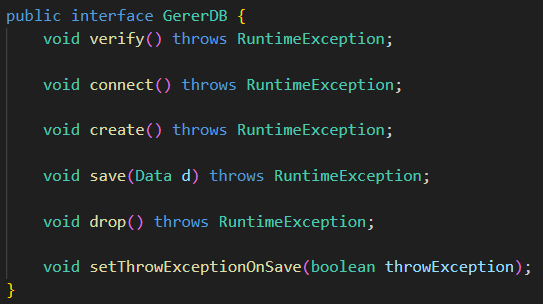 public interface GererDB {
void verify() throws RuntimeException;
void connect() throws RuntimeException;
void create() throws RuntimeException;
void save(Data d) throws RuntimeException;
void drop() throws RuntimeException;
void setThrowExceptionOnSave(boolean throwException);
}